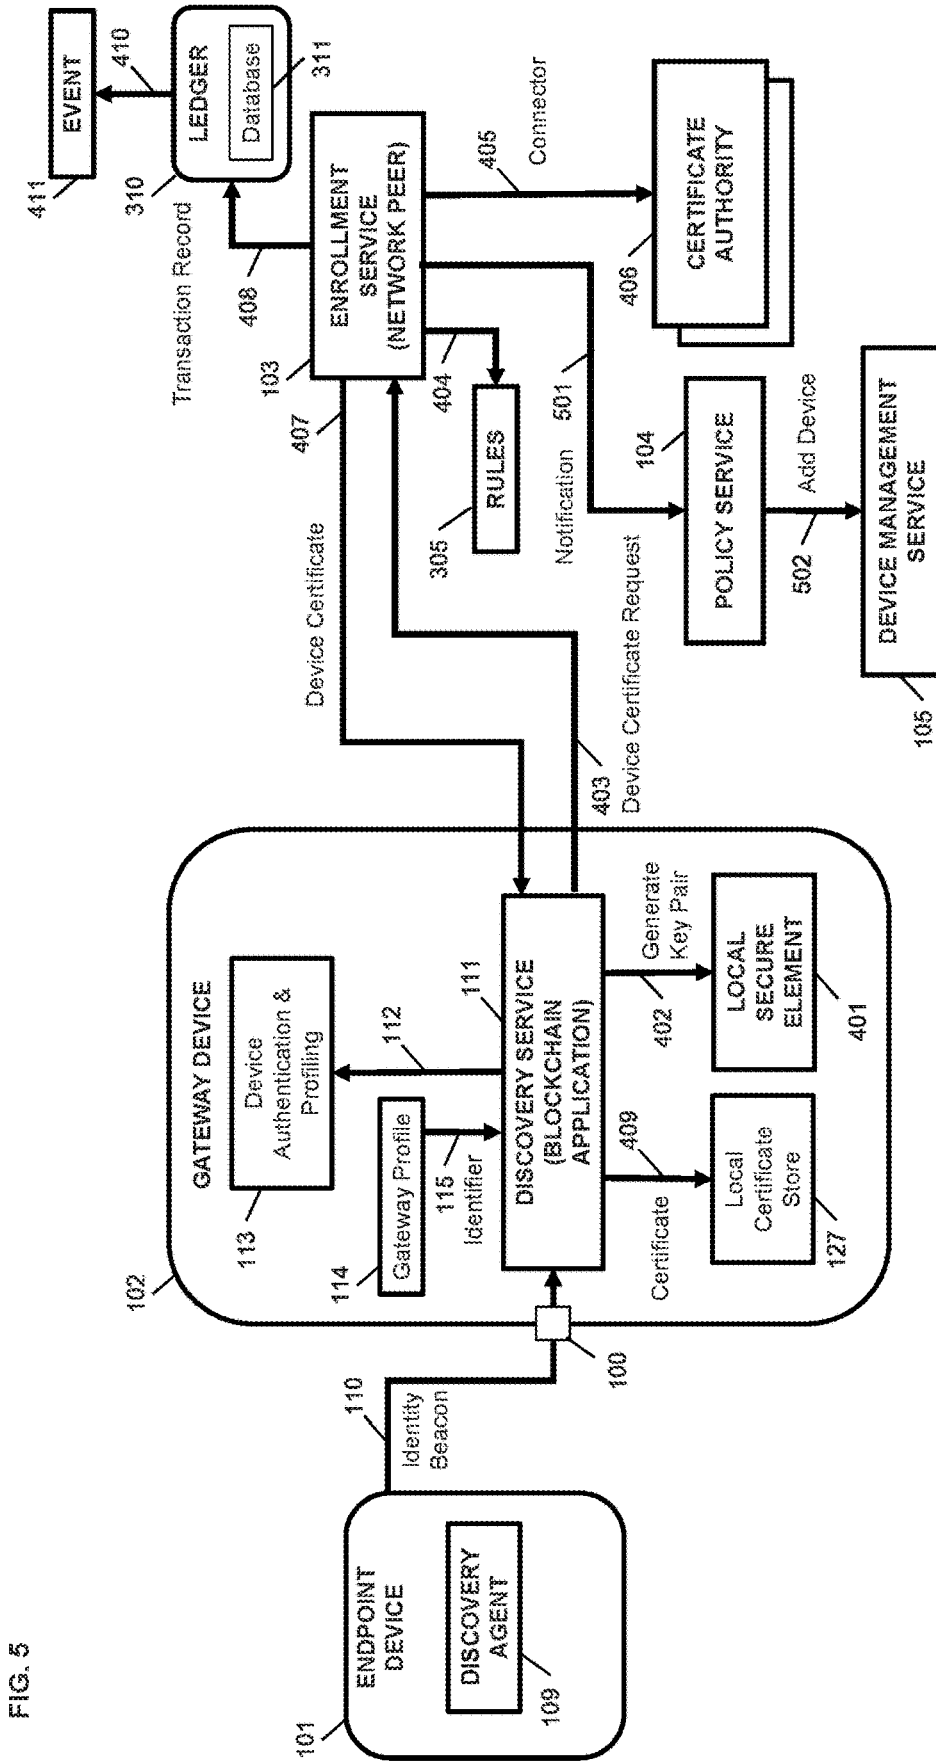 FIG. 5
101
ENDPOINT
DEVICE
DISCOVERY
AGENT
109
110
Identity
Beacon
100
102
GATEWAY DEVICE
113
Device
Authentication &
Profiling
114
Gateway Profile
115
Identifier
112
111
DISCOVERY SERVICE
(BLOCKCHAIN
APPLICATION)
Certificate
409
Local
Certificate
Store
127
402
Generate
Key Pair
LOCAL
SECURE
ELEMENT
401
Device Certificate
407
403
Device Certificate Request
103
ENROLLMENT
SERVICE
(NETWORK PEER)
Transaction Record
408
310
LEDGER
Database
311
410
411
EVENT
404
305
RULES
Notification
501
405
Connector
406
CERTIFICATE
AUTHORITY
104
POLICY SERVICE
502
Add Device
105
DEVICE MANAGEMENT
SERVICE